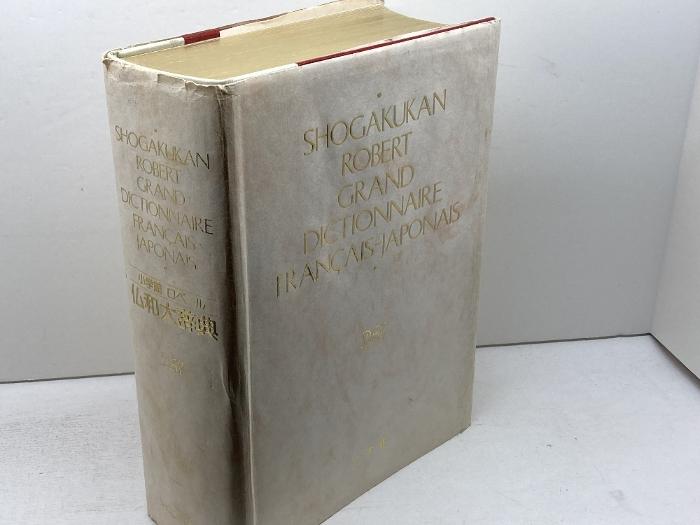 SHOGAKUKAN
ROBERT
GRAND
DICTIONNAIRE
FRANÇAIS-
JAPONAIS
小学館 ロベール
仏和大辞典
SHOGAKUKAN
ROBERT
GRAND
DICTIONNAIRE
FRANÇAIS-JAPONAIS